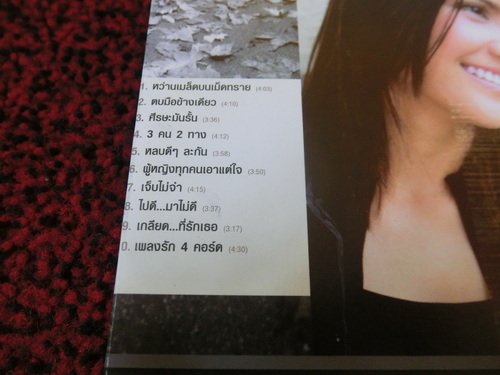 1. หว่านเมล็ดบนเม็ดทราย (4:03)
2. ตบมือข้างเดียว (4:10)
3. ศีรษะมันรั้น (3:36)
4. 3 คน 2 ทาง (4:12)
5. หลบดีๆ ละกัน (3:58)
6. ผู้หญิงทุกคนเอาแต่ใจ (3:50)
7. เจ็บไม่จำ (4:15)
8. ไปดี...มาไม่ดี (3:37)
9. เกลียด...ที่รักเธอ (3:17)
0. เพลงรัก 4 คอร์ด (4:30)